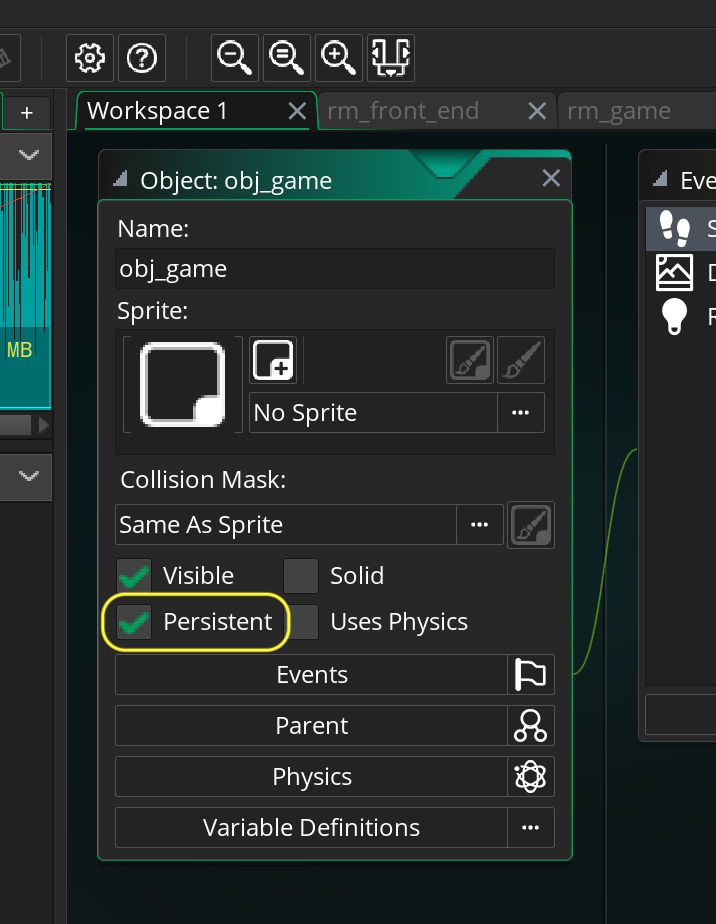 Workspace 1
rm_front_end
rm_game
Object: obj_game
Name:
obj_game
Sprite:
No Sprite
Collision Mask:
Same As Sprite
Visible
Solid
Persistent
Uses Physics
Events
Parent
Physics
Variable Definitions
MB